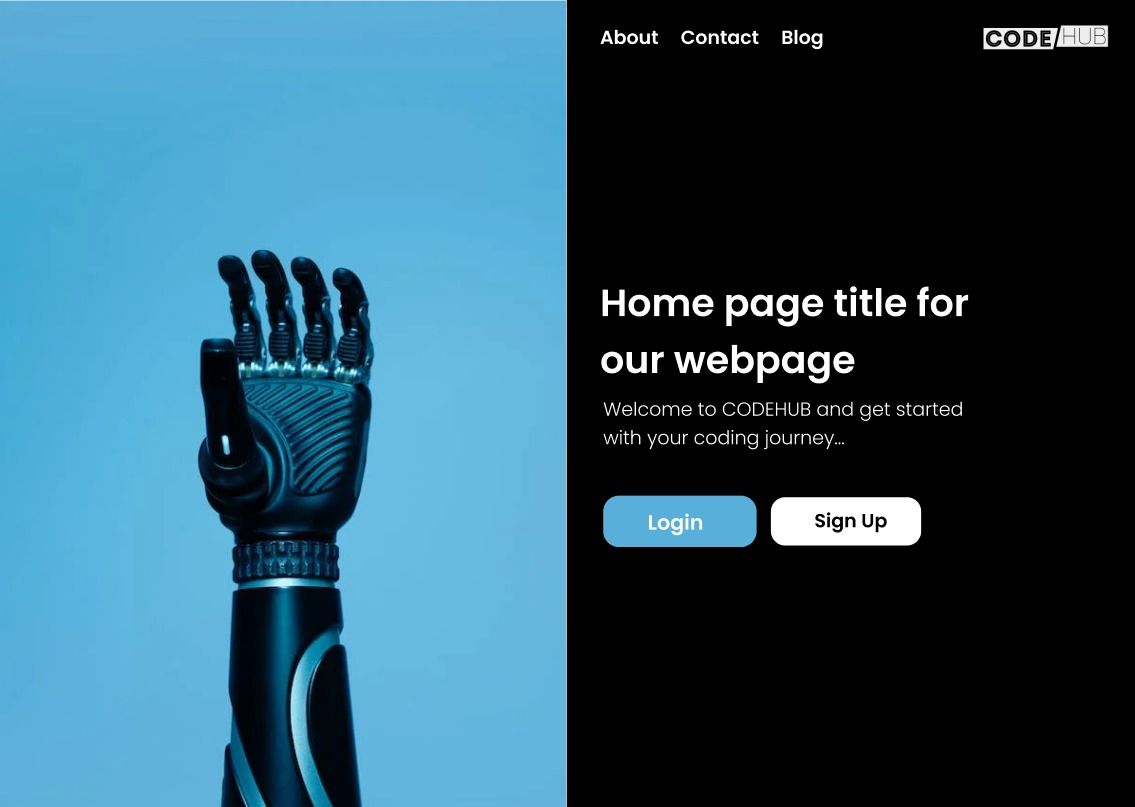 About Contact Blog
CODE/HUB
Home page title for
our webpage
Welcome to CODEHUB and get started
with your coding journey...
Login
Sign Up